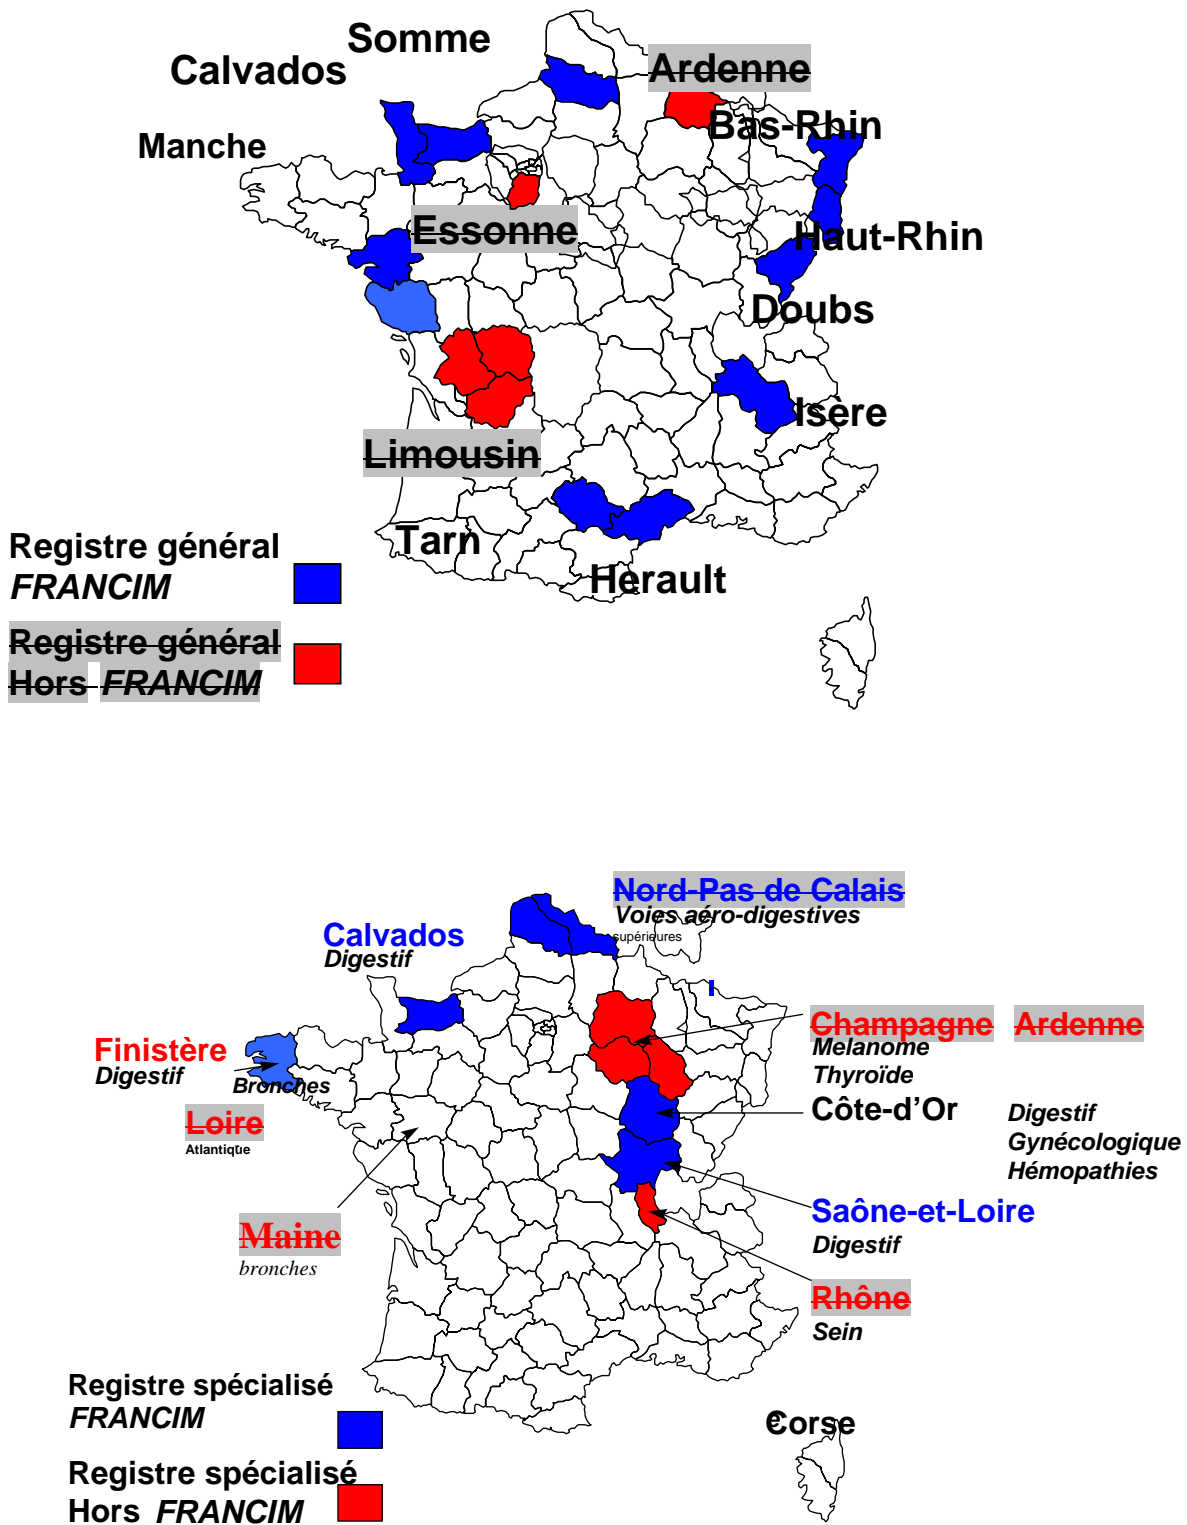 Somme
Calvados
Ardenne
Bas-Rhin
Manche
Essonne
Haut-Rhin
Doubs
Isère
Limousin
Tarn
Herault
Registre général
FRANCIM
Registre général
Hors FRANCIM
Nord-Pas de Calais
Voies aéro-digestives
supérieures
Calvados
Digestif
Champagne Ardenne
Melanome
Thyroïde
Finistère
Digestif
Bronches
Côte-d'Or
Digestif
Gynécologique
Hémopathies
Loire
Atlantique
Saône-et-Loire
Digestif
Maine
bronches
Rhône
Sein
Registre spécialisé
FRANCIM
Corse
Registre spécialisé
Hors FRANCIM